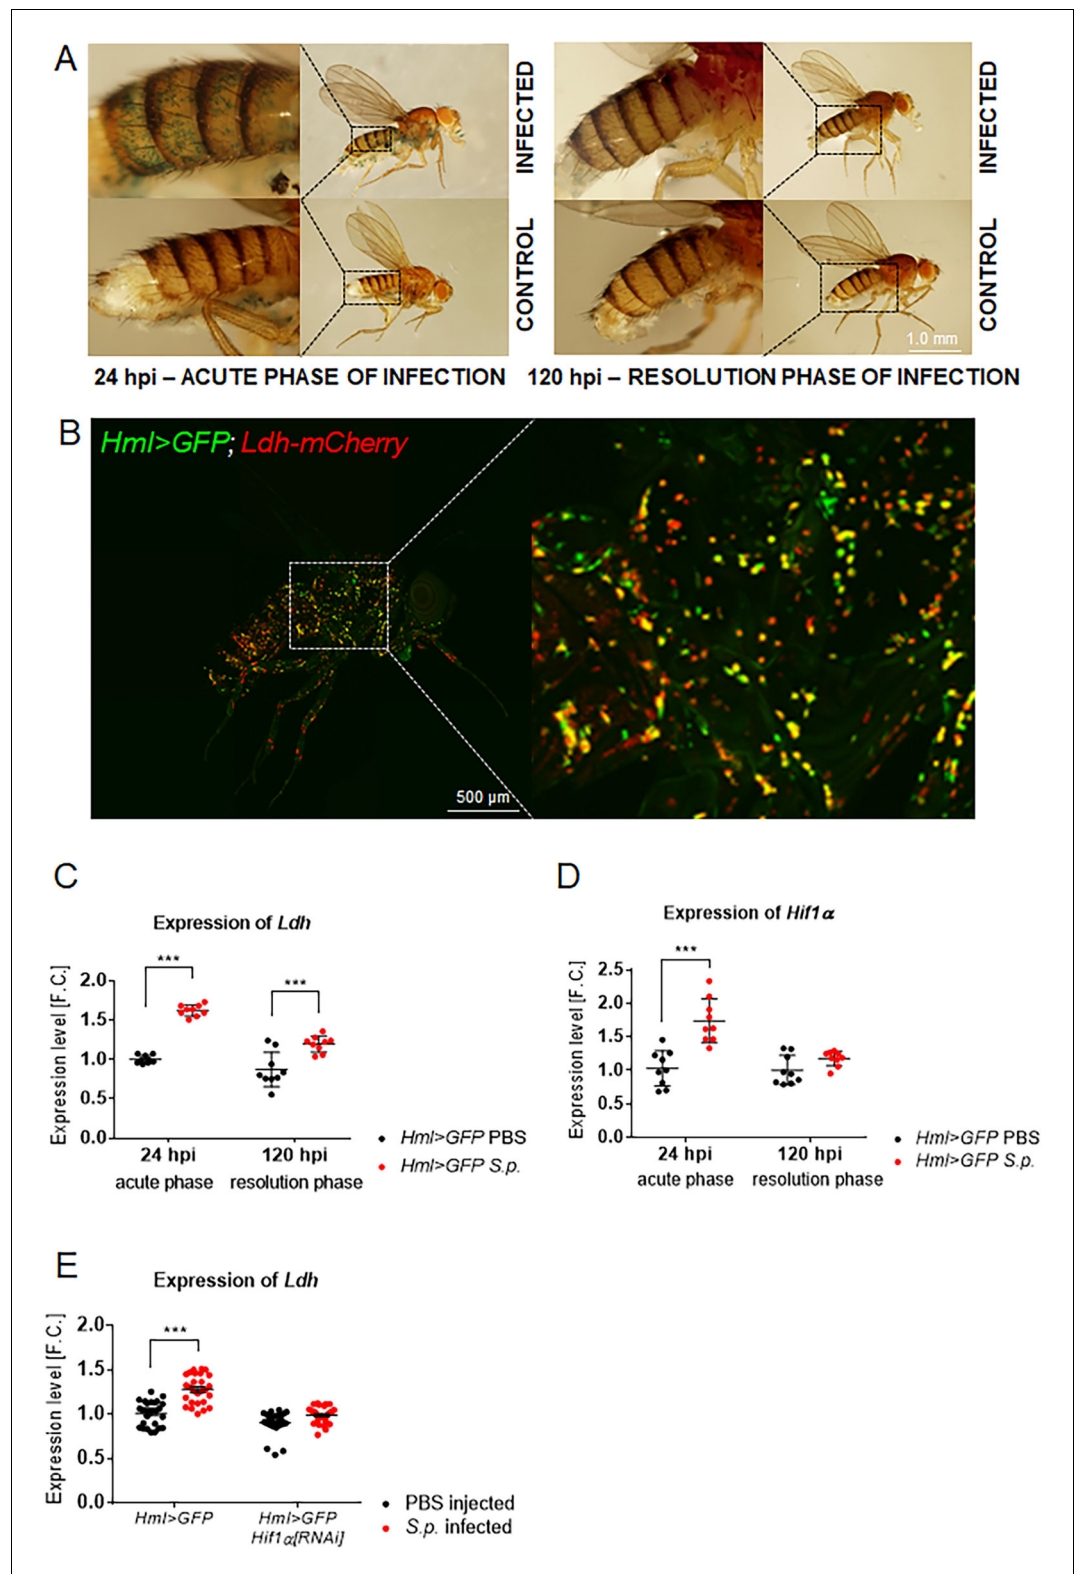 A
INFECTED
CONTROL
INFECTED
CONTROL
1.0 mm
24 hpi – ACUTE PHASE OF INFECTION
120 hpi – RESOLUTION PHASE OF INFECTION
B
Hml>GFP; Ldh-mCherry
500 µm
C
Expression of Ldh
Expression level [F.C.]
***
***
2.0
1.5
1.0
0.5
0.0
24 hpi
120 hpi
acute phase
resolution phase
Hml>GFP PBS
Hml>GFP S.p.
D
Expression of Hif1α
Expression level [F.C.]
***
2.5
2.0
1.5
1.0
0.5
0.0
24 hpi
120 hpi
acute phase
resolution phase
Hml>GFP PBS
Hml>GFP S.p.
E
Expression of Ldh
Expression level [F.C.]
***
2.0
1.5
1.0
0.5
0.0
Hml>GFP
Hml>GFP
Hif1α[RNAi]
PBS injected
S.p. infected